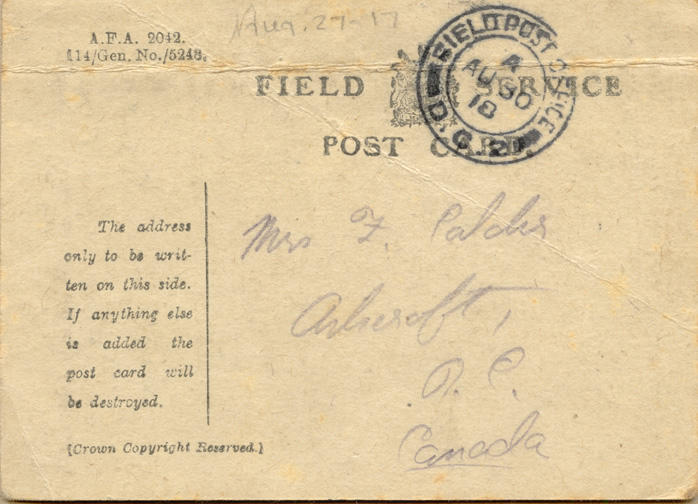 A.F.A. 2042.
114/Gen. No./5248.
Aug. 27-17
FIELD SERVICE
POST CARD.
FIELD POST OFFICE
A
AU 30
18
D.
The address
only to be writ-
ten on this side.
If anything else
is added the
post card will
be destroyed.
(Crown Copyright Reserved.)
Mrs F.
Ashcroft,
B. C.
Canada